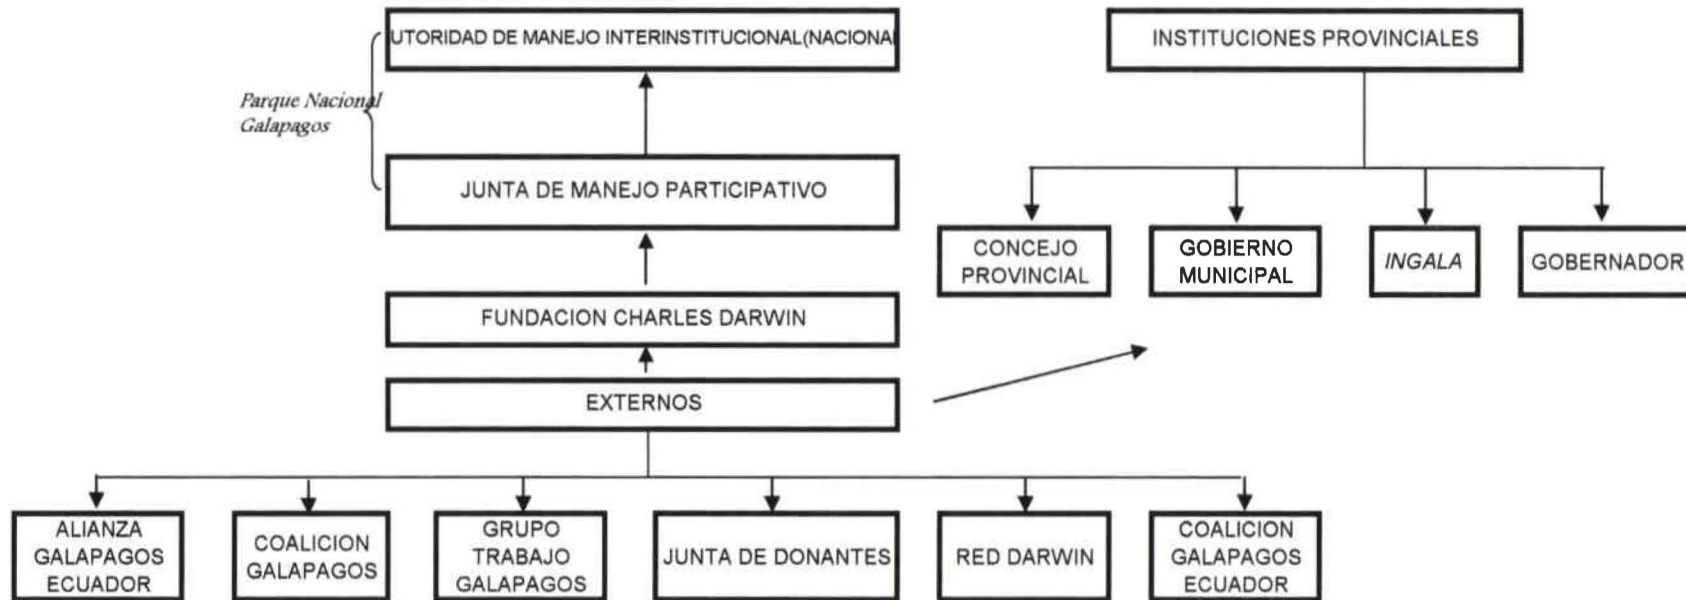 UTORIDAD DE MANEJO INTERINSTITUCIONAL(NACIONAL
INSTITUCIONES PROVINCIALES
Parque Nacional
Galapagos
JUNTA DE MANEJO PARTICIPATIVO
CONCEJO
PROVINCIAL
GOBIERNO
MUNICIPAL
INGALA
GOBERNADOR
FUNDACION CHARLES DARWIN
EXTERNOS
ALIANZA
GALAPAGOS
ECUADOR
COALICION
GALAPAGOS
GRUPO
TRABAJO
GALAPAGOS
JUNTA DE DONANTES
RED DARWIN
COALICION
GALAPAGOS
ECUADOR